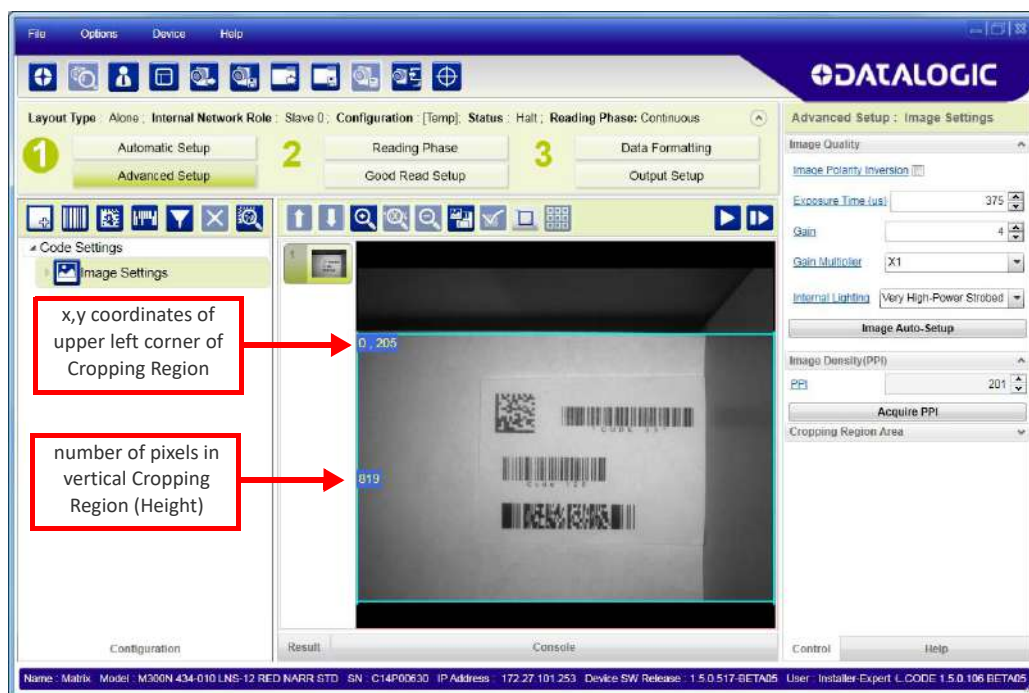 File Options Device Help
DATALOGIC
Layout Type : Alone ; Internal Network Role : Slave 0 ; Configuration : [Temp]; Status : Halt ; Reading Phase: Continuous
1 Automatic Setup 2 Reading Phase 3 Data Formatting
Advanced Setup Good Read Setup Output Setup
Advanced Setup : Image Settings
Image Quality
Image Polarity Inversion
Exposure Time (us) 375
Gain 4
Gain Multiplier X1
Internal Lighting Very High-Power Strobed
Image Auto-Setup
Image Density(PPI)
PPI 201
Acquire PPI
Cropping Region Area
Control Help
Code Settings
Image Settings
x,y coordinates of
upper left corner of
Cropping Region
number of pixels in
vertical Cropping
Region (Height)
Configuration
1
0 , 205
819
Result Console
Name : Matrix Model : M300N 434-010 LNS-12 RED NARR STD SN : C14P00630 IP Address : 172.27.101.253 Device SW Release : 1.5.0.517-BETA05 User : Installer-Expert L.CODE 1.5.0.106 BETA05